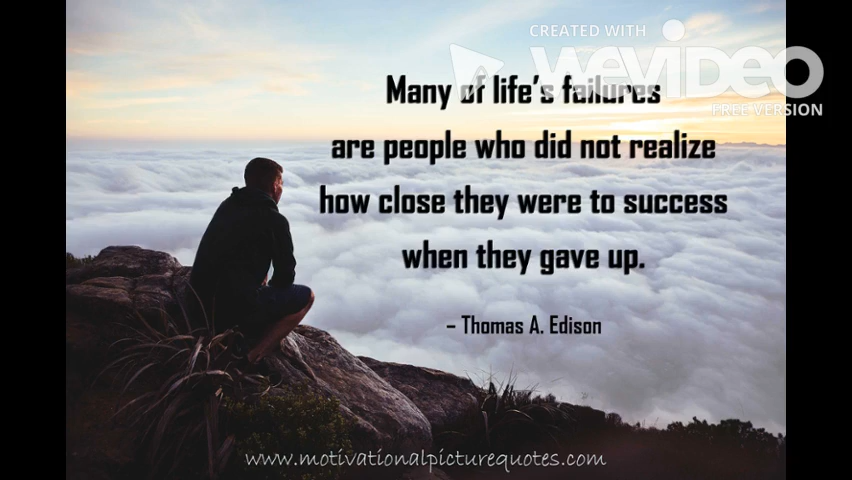 CREATED WITH
WeVideo
FREE VERSION
Many of life's failures
are people who did not realize
how close they were to success
when they gave up.
– Thomas A. Edison
www.motivationalpicturequotes.com